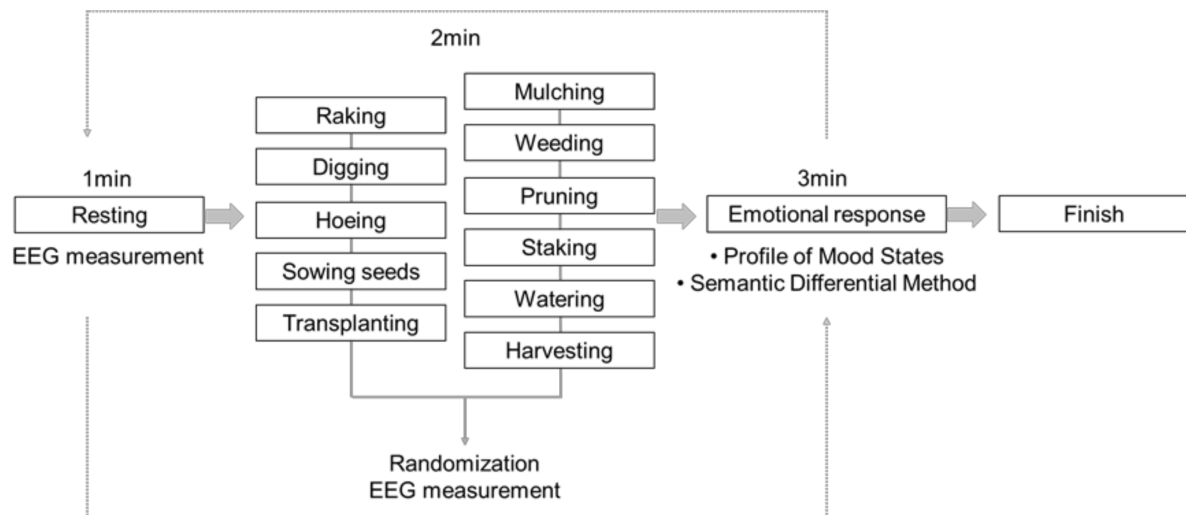 2min
1min
Resting
EEG measurement
Raking
Digging
Hoeing
Sowing seeds
Transplanting
Mulching
Weeding
Pruning
Staking
Watering
Harvesting
Randomization
EEG measurement
3min
Emotional response
• Profile of Mood States
• Semantic Differential Method
Finish